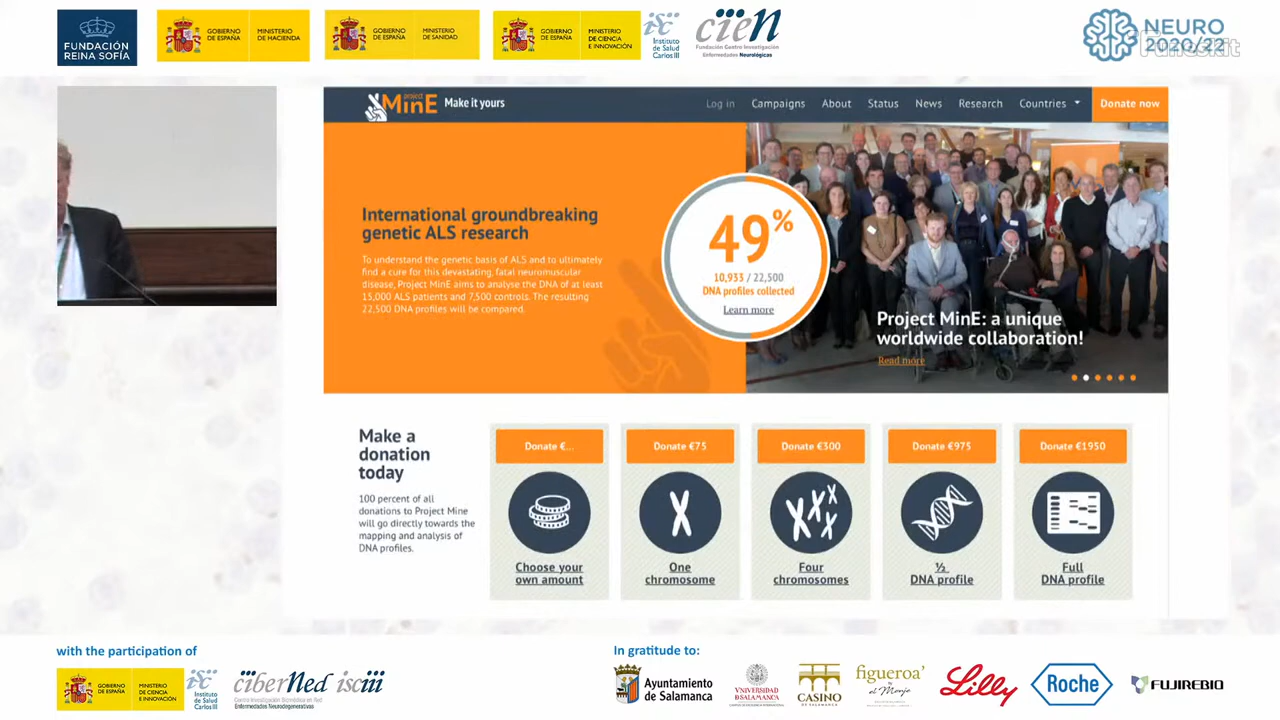 FUNDACIÓN
REINA SOFÍA
GOBIERNO
DE ESPAÑA
MINISTERIO
DE HACIENDA
GOBIERNO
DE ESPAÑA
MINISTERIO
DE SANIDAD
GOBIERNO
DE ESPAÑA
MINISTERIO
DE CIENCIA
E INNOVACIÓN
isc
Instituto
de Salud
Carlos III
cien
Fundación Centro Investigación
Enfermedades Neurológicas
NEURO
2020/22
project
MinE Make it yours
Log in Campaigns About Status News Research Countries Donate now
International groundbreaking
genetic ALS research
To understand the genetic basis of ALS and to ultimately
find a cure for this devastating, fatal neuromuscular
disease, Project MinE aims to analyse the DNA of at least
15,000 ALS patients and 7,500 controls. The resulting
22,500 DNA profiles will be compared.
49%
10,933 / 22,500
DNA profiles collected
Learn more
Project MinE: a unique
worldwide collaboration!
Read more
Make a
donation
today
100 percent of all
donations to Project Mine
will go directly towards the
mapping and analysis of
DNA profiles.
Donate €...
Choose your
own amount
Donate €75
One
chromosome
Donate €300
Four
chromosomes
Donate €975
½
DNA profile
Donate €1950
Full
DNA profile
with the participation of
GOBIERNO
DE ESPAÑA
MINISTERIO
DE CIENCIA
E INNOVACIÓN
isc
Instituto
de Salud
Carlos III
ciberNed isciii
Centro Investigación Biomédica en Red
Enfermedades Neurodegenerativas
In gratitude to:
Ayuntamiento
de Salamanca
UNIVERSIDAD
D SALAMANCA
CASINO
DE SALAMANCA
figueroa'
by
el Monje
Lilly
Roche
FUJIREBIO